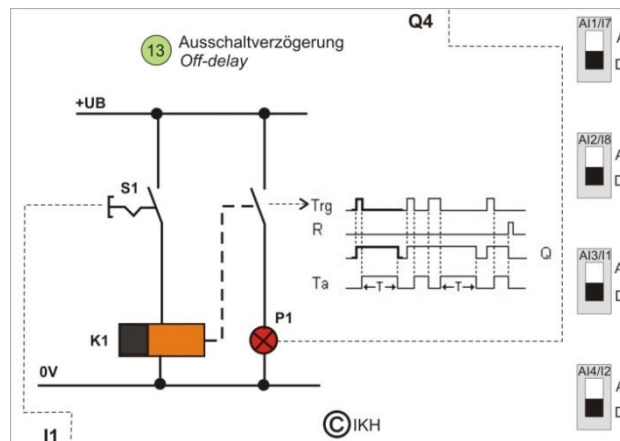 Q4
13 Ausschaltverzögerung
Off-delay
AI1/I7
A
D
+UB
AI2/I8
A
D
S1
Trg
R
Q
Ta
T
T
AI3/I1
A
D
K1
P1
0V
AI4/I2
A
D
I1
© IKH